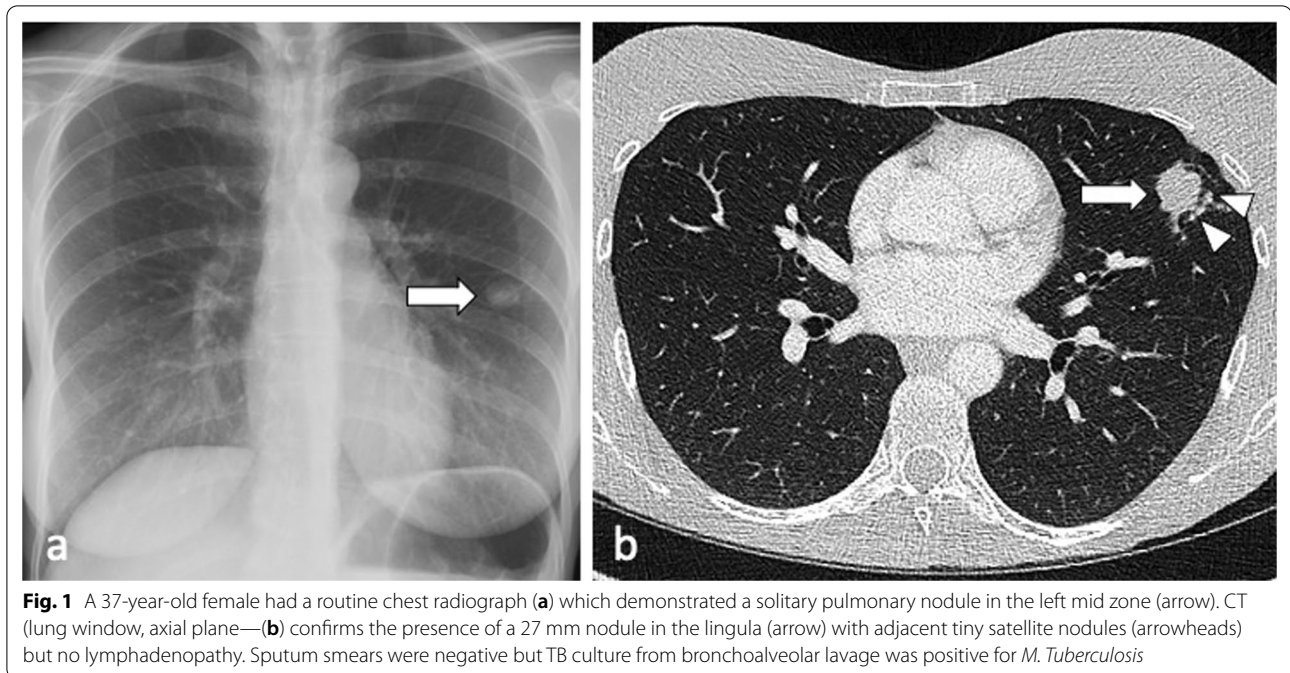 a
b
Fig. 1 A 37-year-old female had a routine chest radiograph (a) which demonstrated a solitary pulmonary nodule in the left mid zone (arrow). CT
(lung window, axial plane—(b) confirms the presence of a 27 mm nodule in the lingula (arrow) with adjacent tiny satellite nodules (arrowheads)
but no lymphadenopathy. Sputum smears were negative but TB culture from bronchoalveolar lavage was positive for M. Tuberculosis